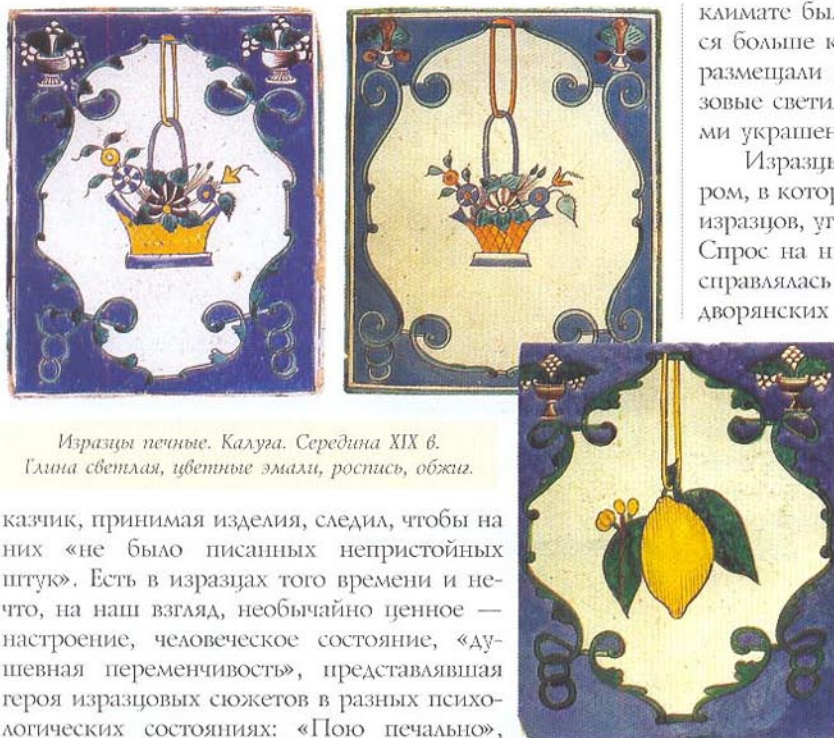 Изразцы печные. Калуга. Середина XIX в.
Глина светлая, цветные эмали, роспись, обжиг.
казчик, принимая изделия, следил, чтобы на
них «не было писанных непристойных
штук». Есть в изразцах того времени и не-
что, на наш взгляд, необычайно ценное —
настроение, человеческое состояние, «ду-
шевная переменчивость», представлявшая
героя изразцовых сюжетов в разных психо-
логических состояниях: «Пою печально»,
климате был
ся больше к
размещали
зовые свети
ми украшен
Изразцы
ром, в котор
изразцов, уг
Спрос на н
справлялась
дворянских